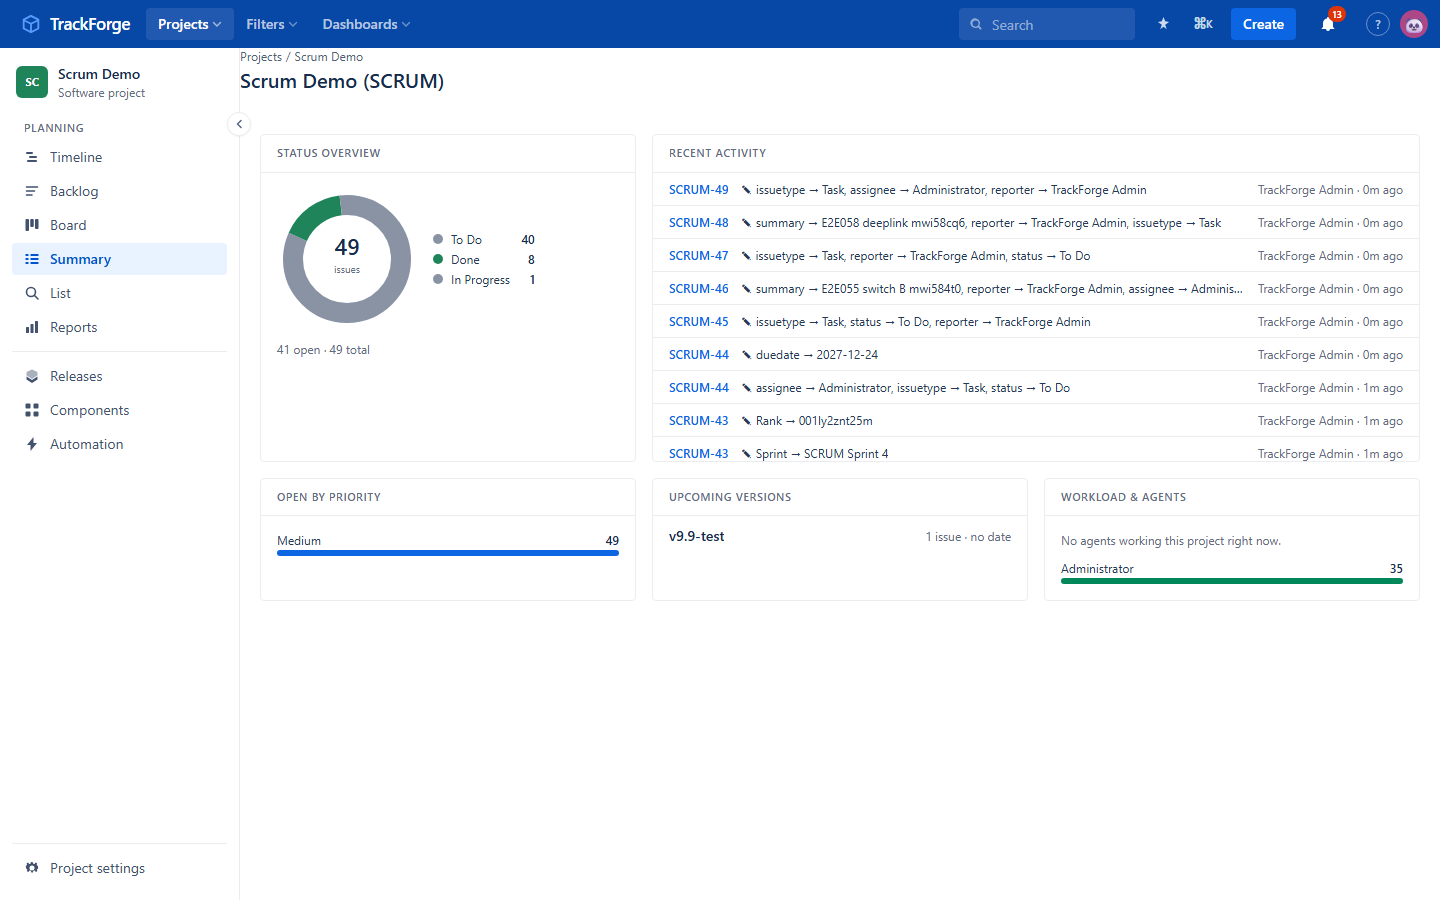 TrackForge
Projects
Filters
Dashboards
Search
⌘K
Create
13
?
SC
Scrum Demo
Software project
PLANNING
Timeline
Backlog
Board
Summary
List
Reports
Releases
Components
Automation
Project settings
Projects / Scrum Demo
Scrum Demo (SCRUM)
STATUS OVERVIEW
49
issues
To Do 40
Done 8
In Progress 1
41 open · 49 total
RECENT ACTIVITY
SCRUM-49 issuetype → Task, assignee → Administrator, reporter → TrackForge Admin TrackForge Admin · 0m ago
SCRUM-48 summary → E2E058 deeplink mwi58cq6, reporter → TrackForge Admin, issuetype → Task TrackForge Admin · 0m ago
SCRUM-47 issuetype → Task, reporter → TrackForge Admin, status → To Do TrackForge Admin · 0m ago
SCRUM-46 summary → E2E055 switch B mwi584t0, reporter → TrackForge Admin, assignee → Adminis... TrackForge Admin · 0m ago
SCRUM-45 issuetype → Task, status → To Do, reporter → TrackForge Admin TrackForge Admin · 0m ago
SCRUM-44 duedate → 2027-12-24 TrackForge Admin · 0m ago
SCRUM-44 assignee → Administrator, issuetype → Task, status → To Do TrackForge Admin · 1m ago
SCRUM-43 Rank → 001ly2znt25m TrackForge Admin · 1m ago
SCRUM-43 Sprint → SCRUM Sprint 4 TrackForge Admin · 1m ago
OPEN BY PRIORITY
Medium 49
UPCOMING VERSIONS
v9.9-test 1 issue · no date
WORKLOAD & AGENTS
No agents working this project right now.
Administrator 35